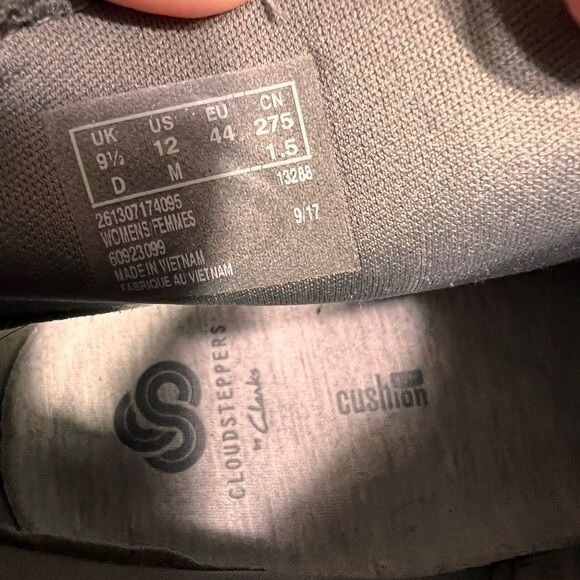 UK US EU CN
9½ 12 44 275
D M 1.5
261307174095 13288
WOMENS/FEMMES 9/17
60923099
MADE IN VIETNAM
FABRIQUE AU VIETNAM
CLOUDSTEPPERS
BY Clarks
cushion